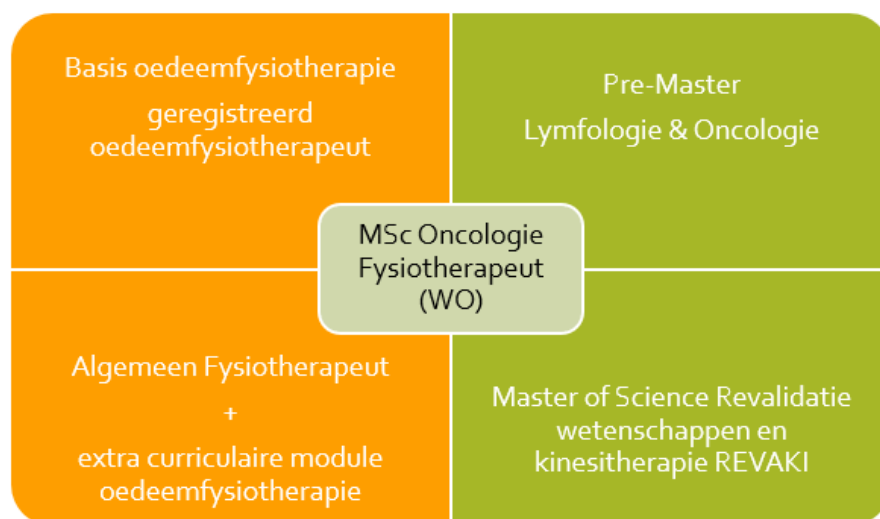 Basis oedeemfysiotherapie
geregistreerd
oedeemfysiotherapeut
Pre-Master
Lymfologie & Oncologie
MSc Oncologie
Fysiotherapeut
(WO)
Algemeen Fysiotherapeut
+
extra curriculaire module
oedeemfysiotherapie
Master of Science Revalidatie
wetenschappen en
kinesitherapie REVAKI